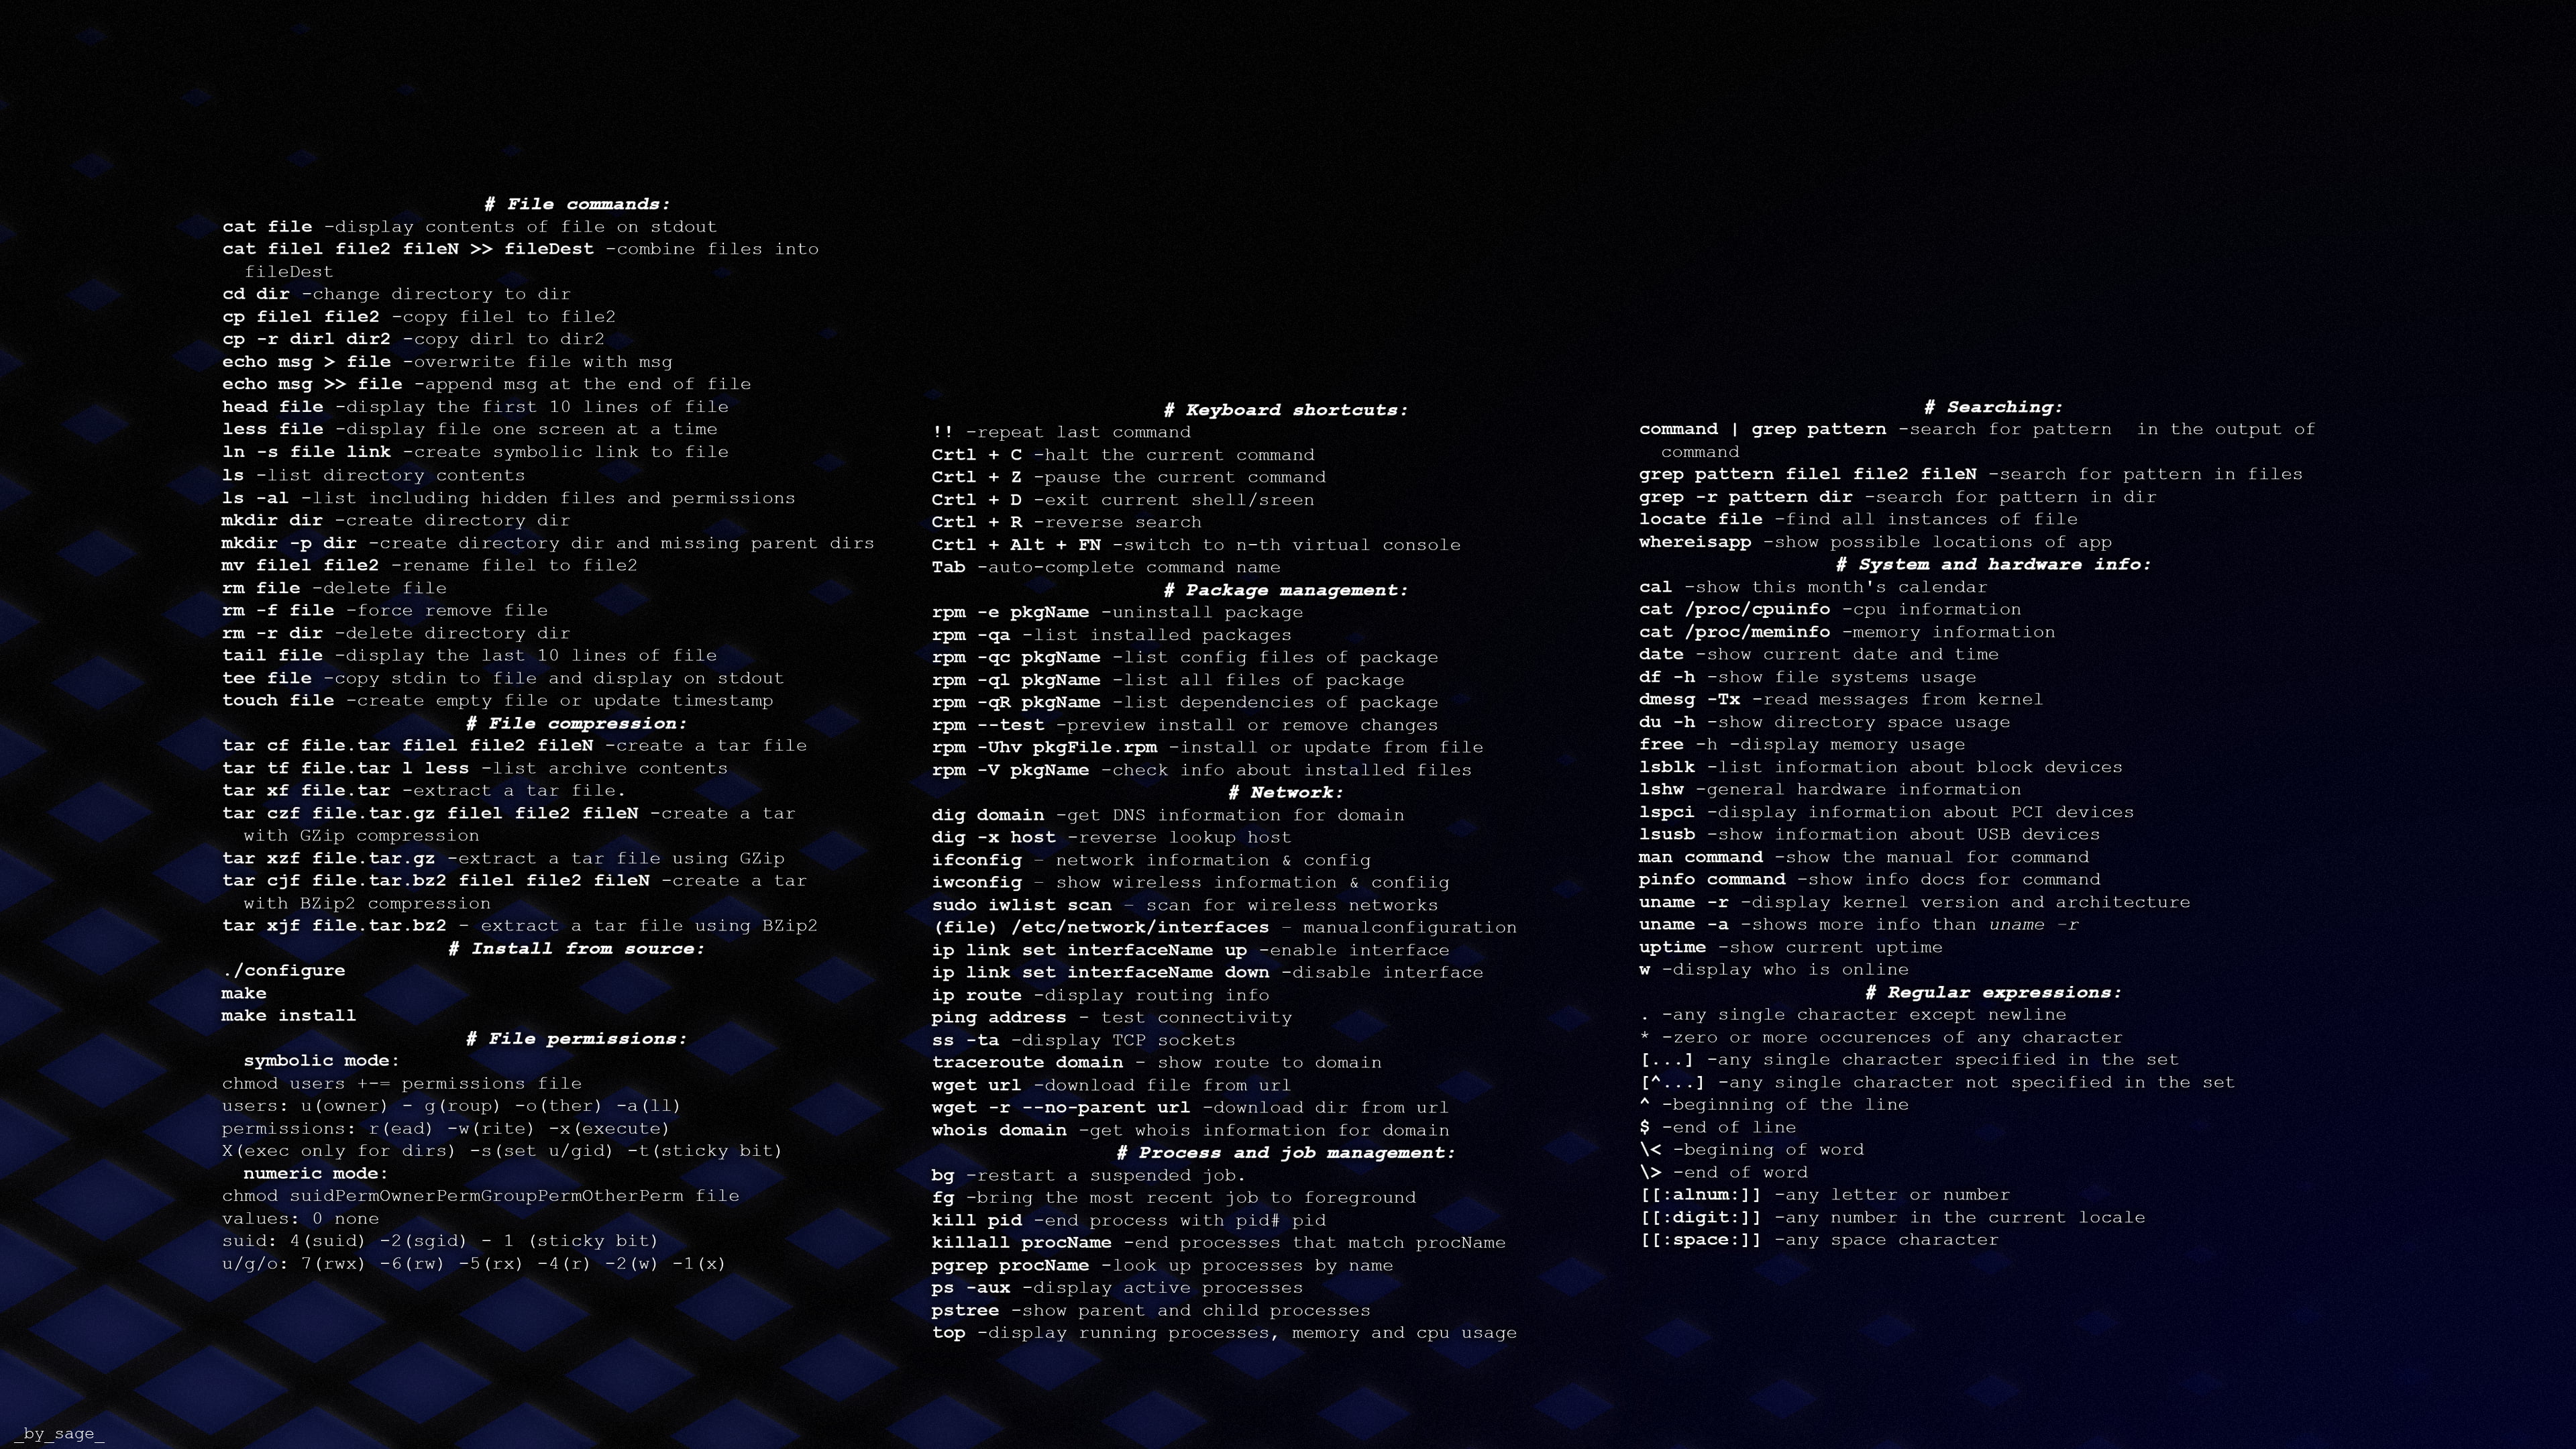 # File commands:
cat file -display contents of file on stdout
cat filel file2 fileN >> fileDest -combine files into
fileDest
cd dir -change directory to dir
cp filel file2 -copy filel to file2
cp -r dirl dir2 -copy dirl to dir2
echo msg > file -overwrite file with msg
echo msg >> file -append msg at the end of file
head file -display the first 10 lines of file
less file -display file one screen at a time
ln -s file link -create symbolic link to file
ls -list directory contents
ls -al -list including hidden files and permissions
mkdir dir -create directory dir
mkdir -p dir -create directory dir and missing parent dirs
mv filel file2 -rename filel to file2
rm file -delete file
rm -f file -force remove file
rm -r dir -delete directory dir
tail file -display the last 10 lines of file
tee file -copy stdin to file and display on stdout
touch file -create empty file or update timestamp
# File compression:
tar cf file.tar filel file2 fileN -create a tar file
tar tf file.tar l less -list archive contents
tar xf file.tar -extract a tar file.
tar czf file.tar.gz filel file2 fileN -create a tar
with GZip compression
tar xzf file.tar.gz -extract a tar file using GZip
tar cjf file.tar.bz2 filel file2 fileN -create a tar
with BZip2 compression
tar xjf file.tar.bz2 - extract a tar file using BZip2
# Install from source:
./configure
make
make install
# File permissions:
symbolic mode:
chmod users +-= permissions file
users: u(owner) - g(roup) -o(ther) -a(ll)
permissions: r(ead) -w(rite) -x(execute)
X(exec only for dirs) -s(set u/gid) -t(sticky bit)
numeric mode:
chmod suidPermOwnerPermGroupPermOtherPerm file
values: 0 none
suid: 4(suid) -2(sgid) - 1 (sticky bit)
u/g/o: 7(rwx) -6(rw) -5(rx) -4(r) -2(w) -1(x)
# Keyboard shortcuts:
!! -repeat last command
Crtl + C -halt the current command
Crtl + Z -pause the current command
Crtl + D -exit current shell/sreen
Crtl + R -reverse search
Crtl + Alt + FN -switch to n-th virtual console
Tab -auto-complete command name
# Package management:
rpm -e pkgName -uninstall package
rpm -qa -list installed packages
rpm -qc pkgName -list config files of package
rpm -ql pkgName -list all files of package
rpm -qR pkgName -list dependencies of package
rpm --test -preview install or remove changes
rpm -Uhv pkgFile.rpm -install or update from file
rpm -V pkgName -check info about installed files
# Network:
dig domain -get DNS information for domain
dig -x host -reverse lookup host
ifconfig – network information & config
iwconfig – show wireless information & confiig
sudo iwlist scan – scan for wireless networks
(file) /etc/network/interfaces – manualconfiguration
ip link set interfaceName up -enable interface
ip link set interfaceName down -disable interface
ip route -display routing info
ping address - test connectivity
ss -ta -display TCP sockets
traceroute domain - show route to domain
wget url -download file from url
wget -r --no-parent url -download dir from url
whois domain -get whois information for domain
# Process and job management:
bg -restart a suspended job.
fg -bring the most recent job to foreground
kill pid -end process with pid# pid
killall procName -end processes that match procName
pgrep procName -look up processes by name
ps -aux -display active processes
pstree -show parent and child processes
top -display running processes, memory and cpu usage
# Searching:
command | grep pattern -search for pattern  in the output of
command
grep pattern filel file2 fileN -search for pattern in files
grep -r pattern dir -search for pattern in dir
locate file -find all instances of file
whereisapp -show possible locations of app
# System and hardware info:
cal -show this month's calendar
cat /proc/cpuinfo -cpu information
cat /proc/meminfo -memory information
date -show current date and time
df -h -show file systems usage
dmesg -Tx -read messages from kernel
du -h -show directory space usage
free -h -display memory usage
lsblk -list information about block devices
lshw -general hardware information
lspci -display information about PCI devices
lsusb -show information about USB devices
man command -show the manual for command
pinfo command -show info docs for command
uname -r -display kernel version and architecture
uname -a -shows more info than uname -r
uptime -show current uptime
w -display who is online
# Regular expressions:
. -any single character except newline
* -zero or more occurences of any character
[...] -any single character specified in the set
[^...] -any single character not specified in the set
^ -beginning of the line
$ -end of line
\< -begining of word
\> -end of word
[[:alnum:]] -any letter or number
[[:digit:]] -any number in the current locale
[[:space:]] -any space character
_by_sage_